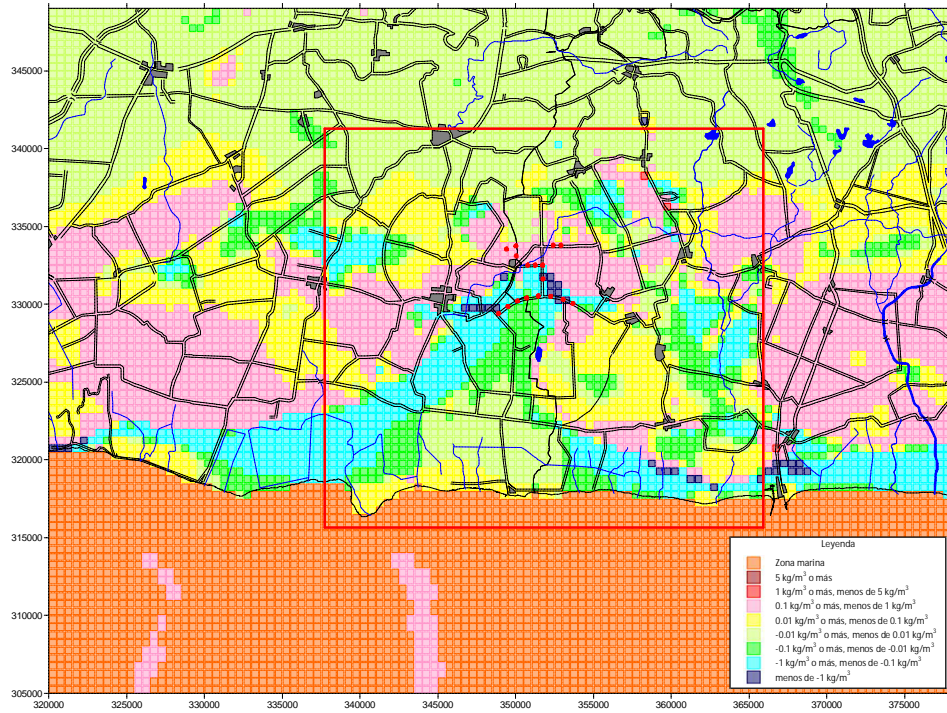 345000
340000
335000
330000
325000
320000
315000
310000
305000
320000 325000 330000 335000 340000 345000 350000 355000 360000 365000 370000 375000
Leyenda
Zona marina
5 kg/m³ o más
1 kg/m³ o más, menos de 5 kg/m³
0.1 kg/m³ o más, menos de 1 kg/m³
0.01 kg/m³ o más, menos de 0.1 kg/m³
-0.01 kg/m³ o más, menos de 0.01 kg/m³
-0.1 kg/m³ o más, menos de -0.01 kg/m³
-1 kg/m³ o más, menos de -0.1 kg/m³
menos de -1 kg/m³